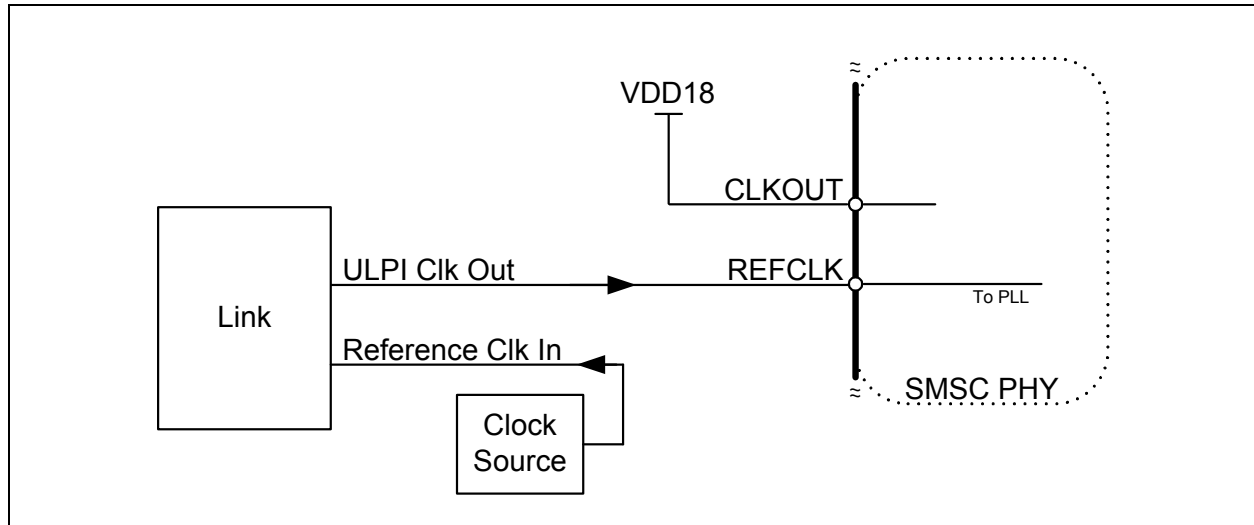 VDD18
CLKOUT
ULPI Clk Out
REFCLK
To PLL
Link
Reference Clk In
SMSC PHY
Clock
Source